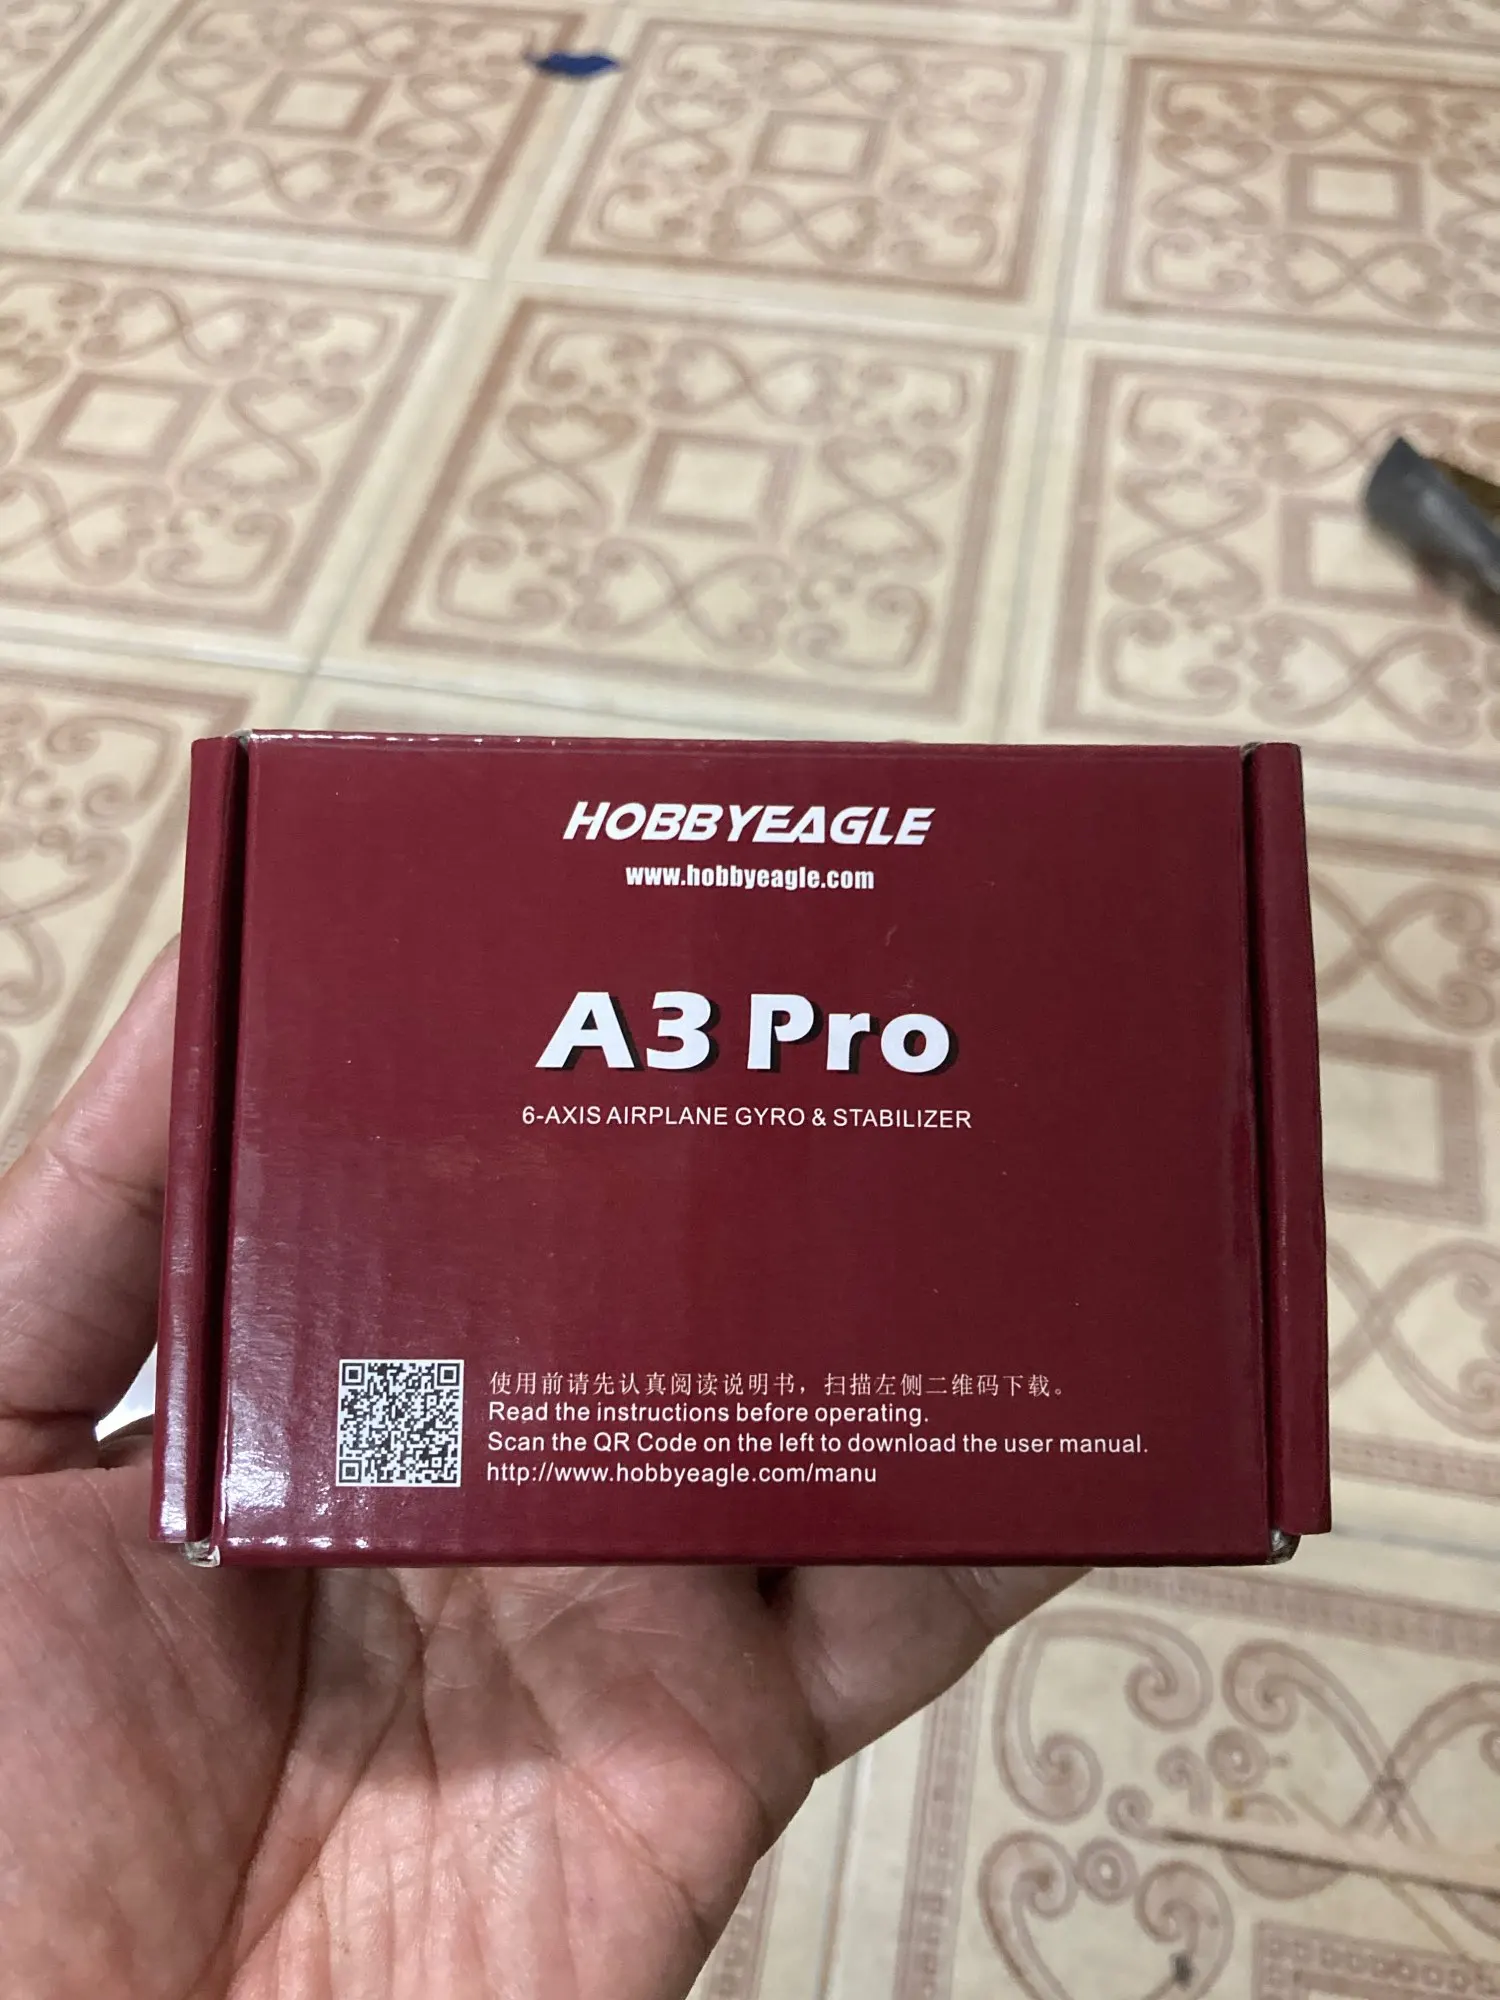 HOBBYEAGLE
www.hobbyeagle.com
A3 Pro
6-AXIS AIRPLANE GYRO & STABILIZER
使用前请先认真阅读说明书，扫描左侧二维码下载。
Read the instructions before operating.
Scan the QR Code on the left to download the user manual.
http://www.hobbyeagle.com/manu